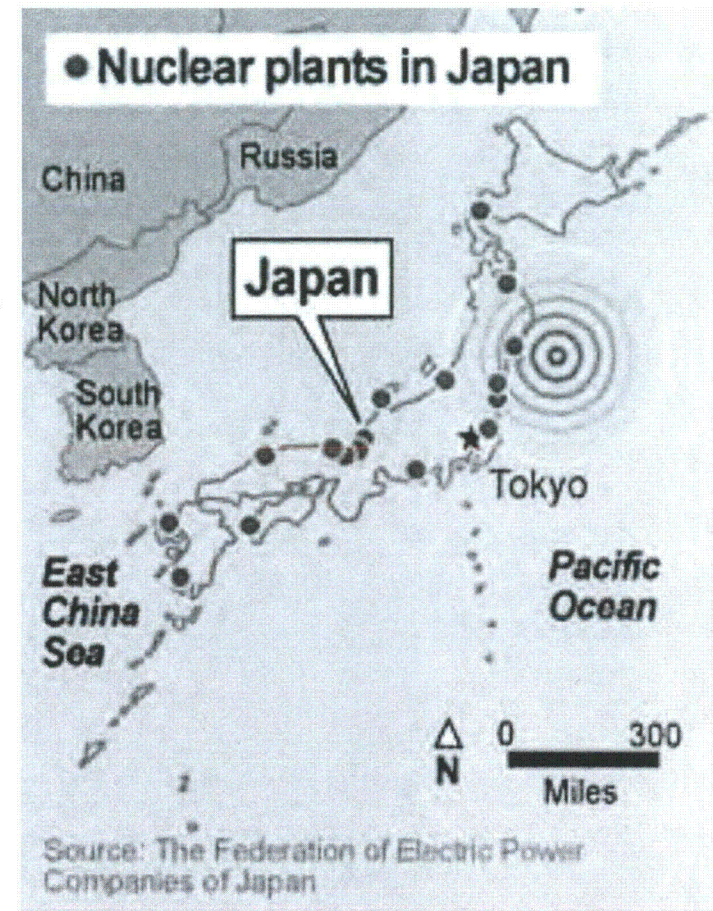 Nuclear plants in Japan
Russia
China
Japan
North
Korea
South
Korea
Tokyo
East
China
Sea
Pacific
Ocean
N
0 300
Miles
Source: The Federation of Electric Power
Companies of Japan